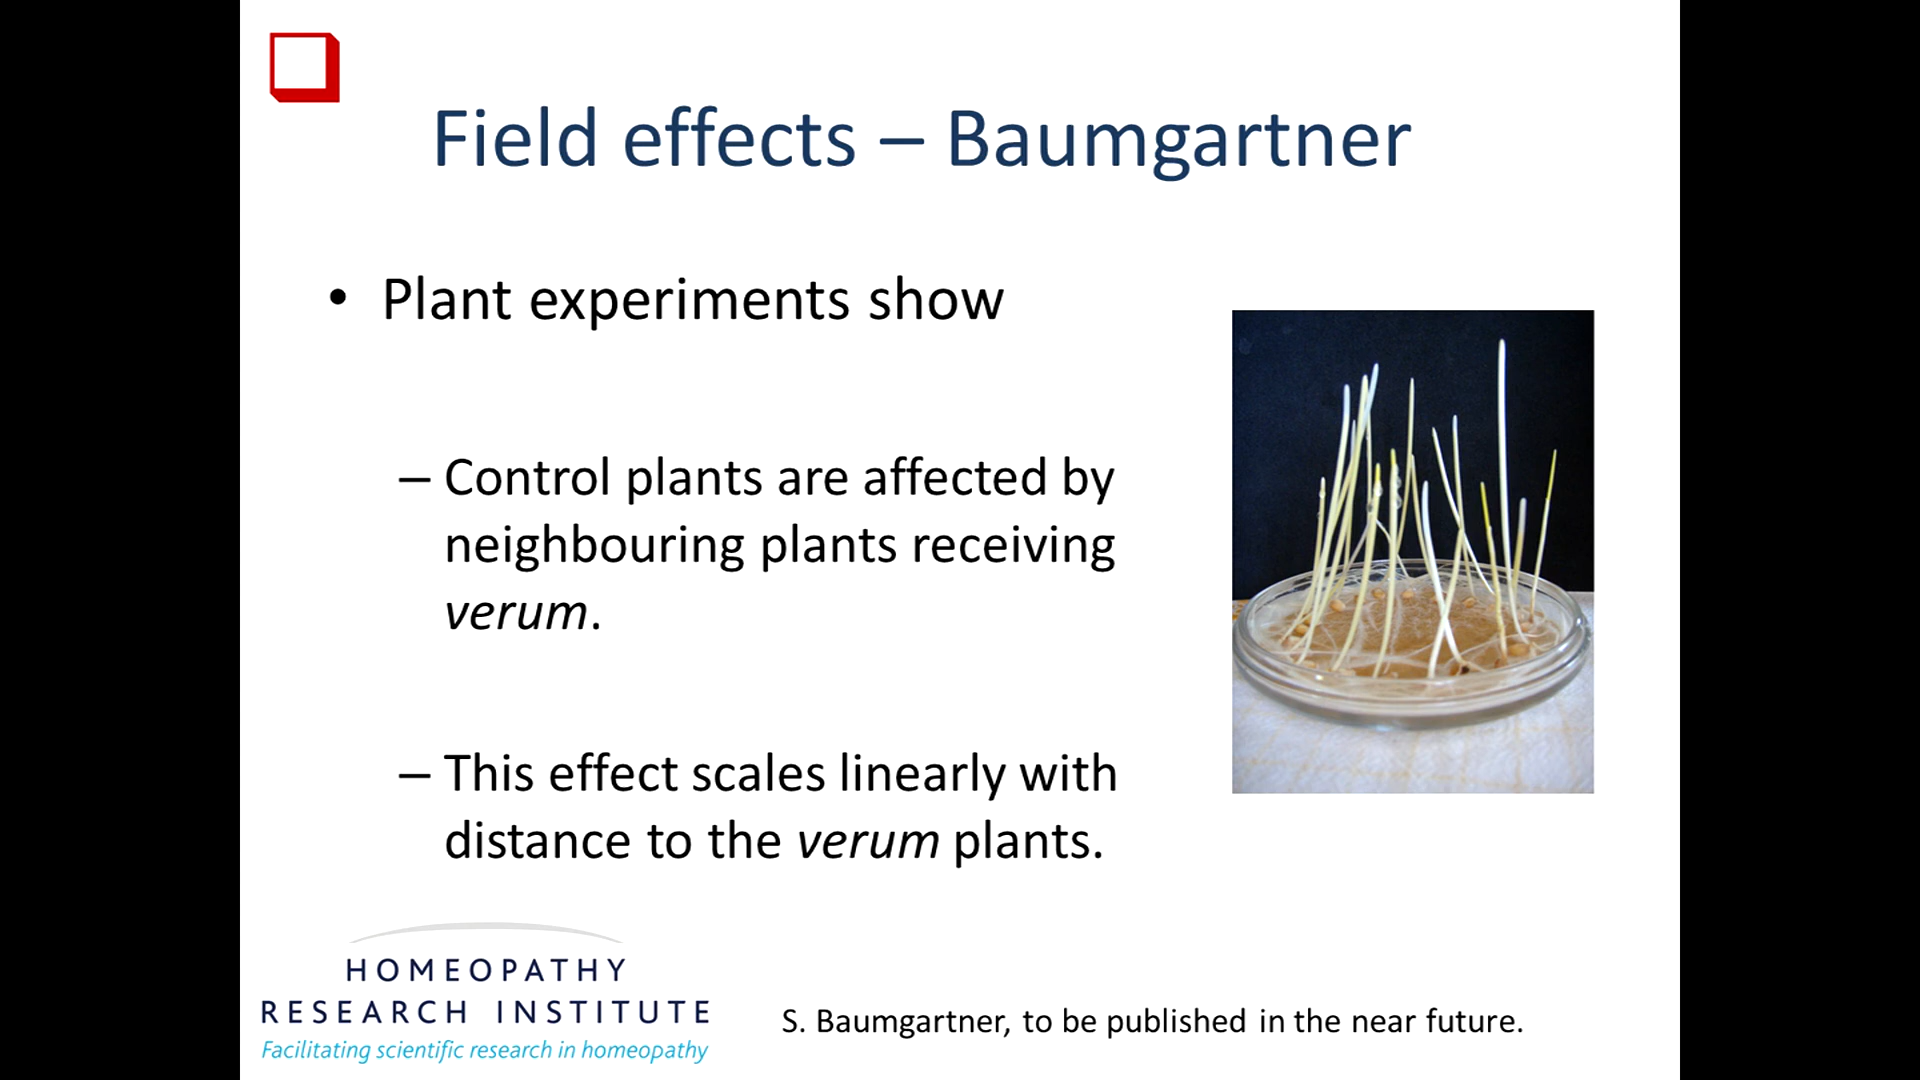 Field effects – Baumgartner
• Plant experiments show
– Control plants are affected by
neighbouring plants receiving
verum.
– This effect scales linearly with
distance to the verum plants.
HOMEOPATHY
RESEARCH INSTITUTE
Facilitating scientific research in homeopathy
S. Baumgartner, to be published in the near future.